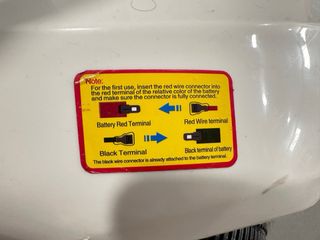 Note:
For the first use, insert the red wire connector into
the red terminal of the relative color of the battery
and make sure the connector is fully connected.
Battery Red Terminal Red Wire terminal
Black Terminal Black terminal of battery
The black wire connector is already attached to the battery terminal.